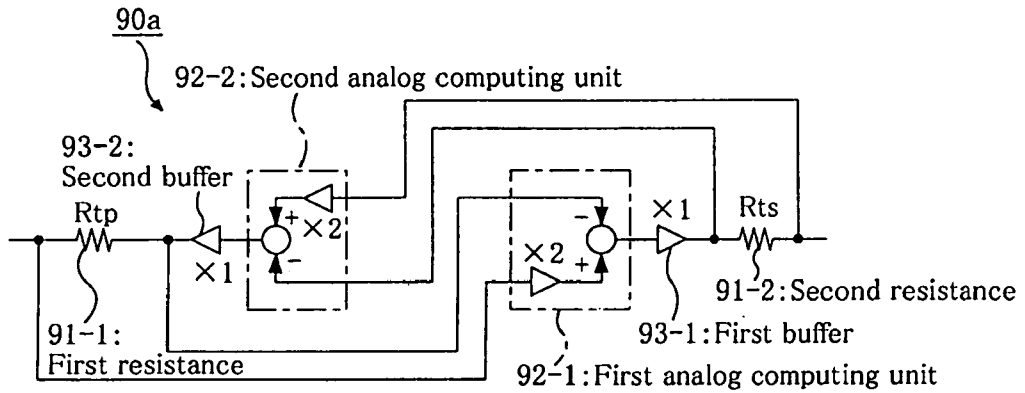 90a
92-2:Second analog computing unit
93-2:
Second buffer
Rtp
×1
+
×2
-
-
×2
+
×1
Rts
91-2:Second resistance
93-1:First buffer
91-1:
First resistance
92-1:First analog computing unit